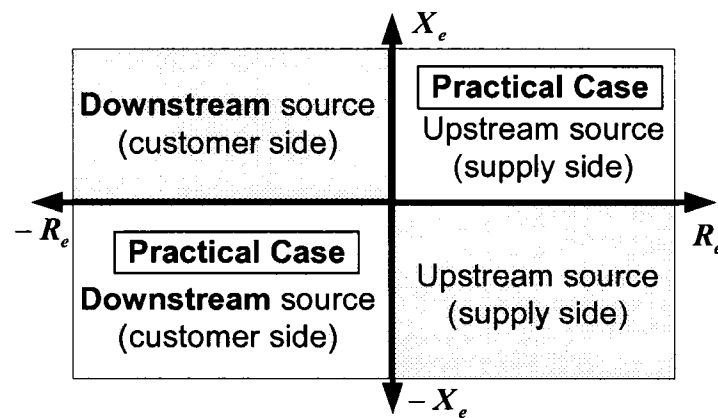 X_e
Downstream source
(customer side)
Practical Case
Upstream source
(supply side)
– R_e
R_e
Practical Case
Downstream source
(customer side)
Upstream source
(supply side)
– X_e